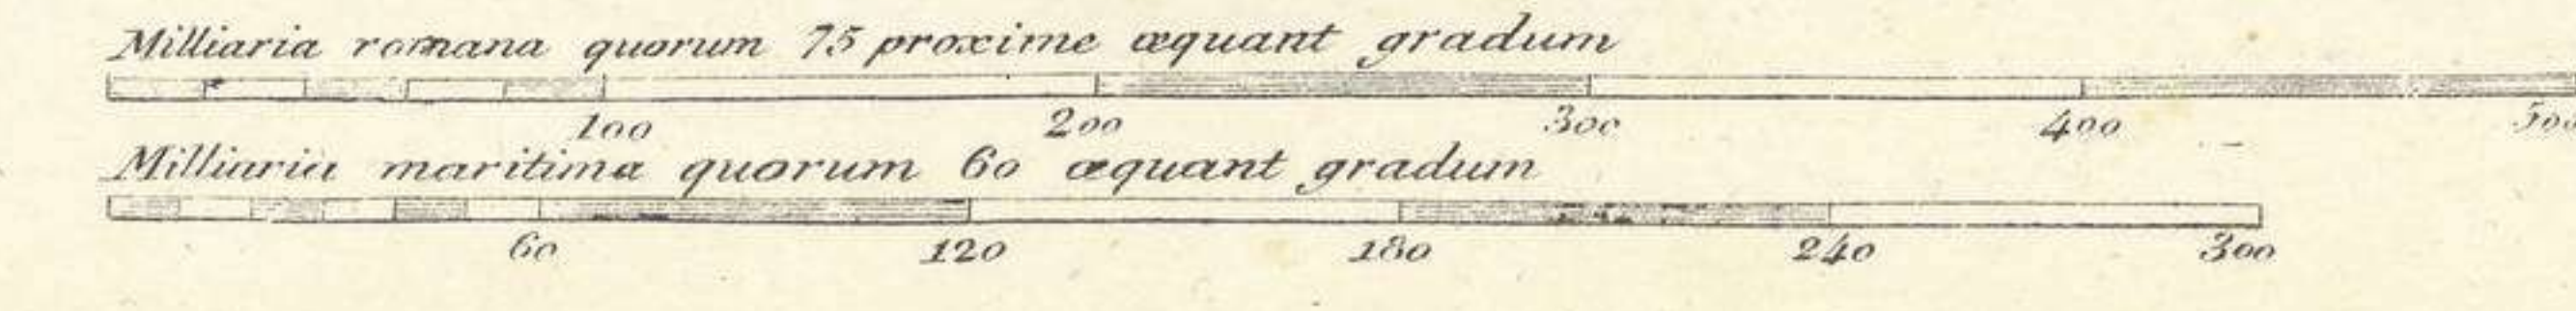 Milliaria romana quorum 75 proxime æquant gradum
100 200 300 400 500
Milliaria maritima quorum 60 æquant gradum
60 120 180 240 300